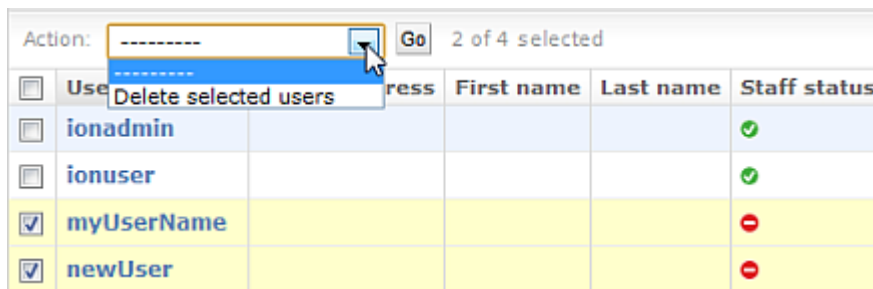 Action: --------- Go 2 of 4 selected
---------
Delete selected users
Use ress First name Last name Staff status
ionadmin
ionuser
myUserName
newUser